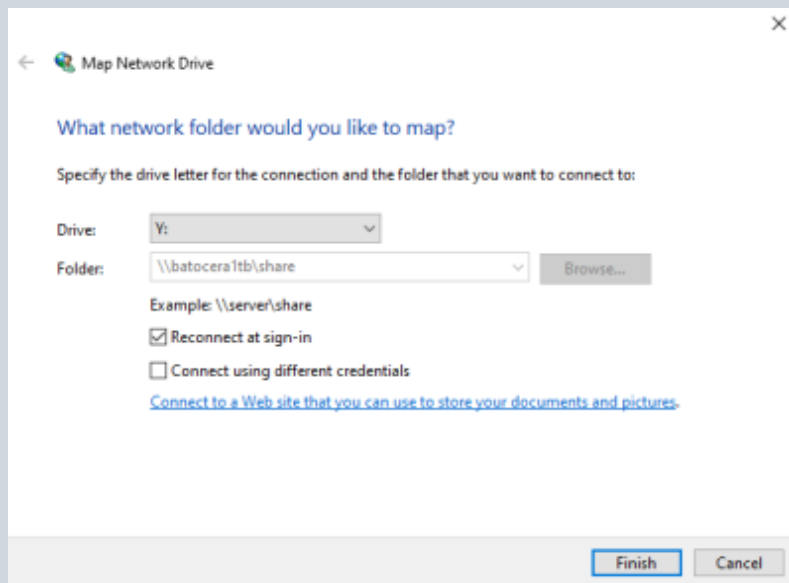 Map Network Drive
What network folder would you like to map?
Specify the drive letter for the connection and the folder that you want to connect to:
Drive: Y:
Folder: \\batocera1tb\share Browse...
Example: \\server\share
Reconnect at sign-in
Connect using different credentials
Connect to a Web site that you can use to store your documents and pictures.
Finish Cancel